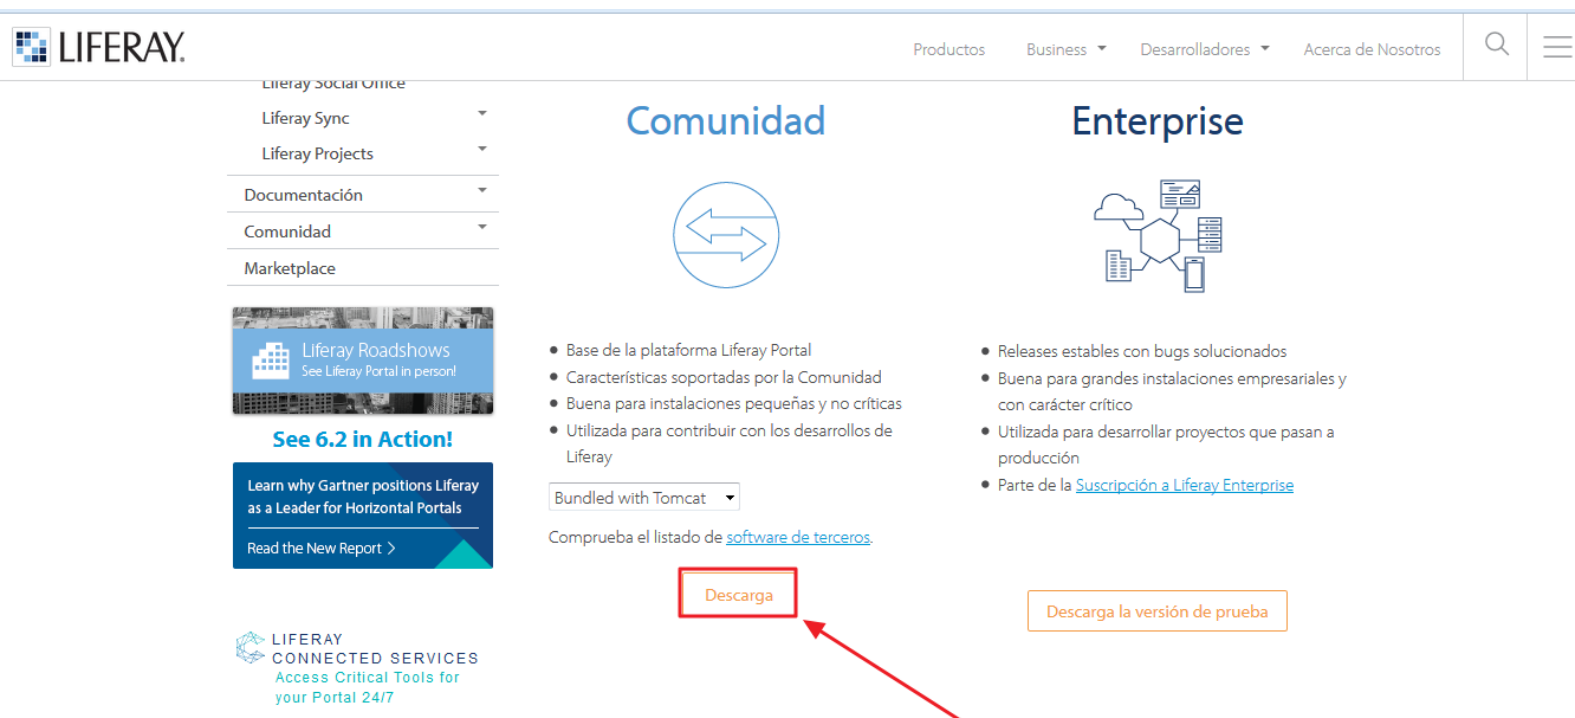 LIFERAY.
Productos
Business
Desarrolladores
Acerca de Nosotros
Liferay Social Office
Liferay Sync
Liferay Projects
Documentación
Comunidad
Marketplace
Liferay Roadshows
See Liferay Portal in person!
See 6.2 in Action!
Learn why Gartner positions Liferay
as a Leader for Horizontal Portals
Read the New Report >
LIFERAY
CONNECTED SERVICES
Access Critical Tools for
your Portal 24/7
Comunidad
• Base de la plataforma Liferay Portal
• Características soportadas por la Comunidad
• Buena para instalaciones pequeñas y no críticas
• Utilizada para contribuir con los desarrollos de
Liferay
Bundled with Tomcat
Comprueba el listado de software de terceros.
Descarga
Enterprise
• Releases estables con bugs solucionados
• Buena para grandes instalaciones empresariales y
con carácter crítico
• Utilizada para desarrollar proyectos que pasan a
producción
• Parte de la Suscripción a Liferay Enterprise
Descarga la versión de prueba